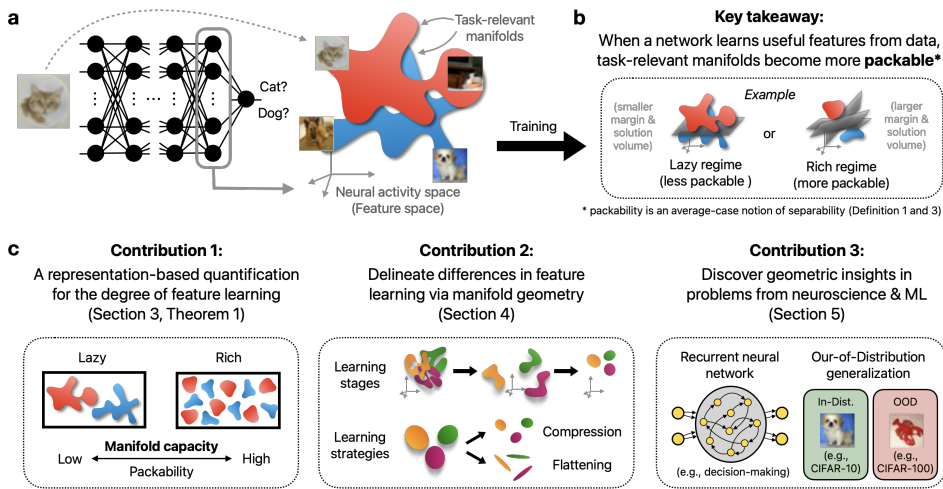 a
Task-relevant
manifolds
Cat?
Dog?
Training
Neural activity space
(Feature space)
b
Key takeaway:
When a network learns useful features from data,
task-relevant manifolds become more packable*
Example
(smaller
margin &
solution
volume)
or
(larger
margin &
solution
volume)
Lazy regime
(less packable )
Rich regime
(more packable)
* packability is an average-case notion of separability (Definition 1 and 3)
c
Contribution 1:
A representation-based quantification
for the degree of feature learning
(Section 3, Theorem 1)
Lazy
Rich
Manifold capacity
Low
High
Packability
Contribution 2:
Delineate differences in feature
learning via manifold geometry
(Section 4)
Learning
stages
Learning
strategies
Compression
Flattening
Contribution 3:
Discover geometric insights in
problems from neuroscience & ML
(Section 5)
Recurrent neural
network
(e.g., decision-making)
Our-of-Distribution
generalization
In-Dist.
(e.g.,
CIFAR-10)
OOD
(e.g.,
CIFAR-100)